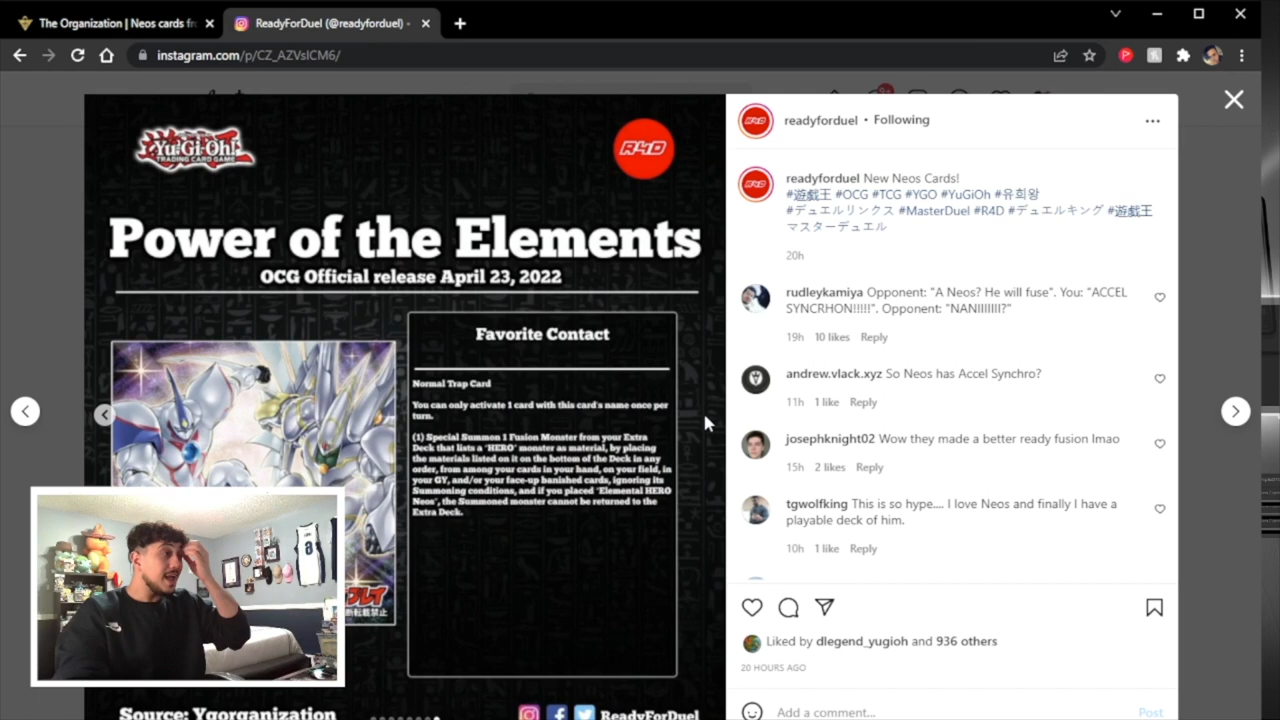 The Organization | Neos cards fr
ReadyForDuel (@readyforduel) •
instagram.com/p/CZ_AZVsICM6/
Yu-Gi-Oh!
TRADING CARD GAME
R4D
Power of the Elements
OCG Official release April 23, 2022
Favorite Contact
Normal Trap Card
You can only activate 1 card with this card's name once per
turn.
(1) Special Summon 1 Fusion Monster from your Extra
Deck that lists a "HERO" monster as material, by placing
the materials listed on it on the bottom of the Deck in any
order, from among your cards in your hand, on your field, in
your GY, and/or your face-up banished cards, ignoring its
Summoning conditions, and if you placed "Elemental HERO
Neos", the Summoned monster cannot be returned to the
Extra Deck.
Source: Ygorganization
ReadyForDuel
R4D
readyforduel • Following
R4D
readyforduel New Neos Cards!
#遊戯王 #OCG #TCG #YGO #YuGiOh #유희왕
#デュエルリンクス #MasterDuel #R4D #デュエルキング #遊戯王
マスターデュエル
20h
rudleykamiya Opponent: "A Neos? He will fuse". You: "ACCEL
SYNCRHON!!!!!". Opponent: "NANIIIIIII?"
19h 10 likes Reply
andrew.vlack.xyz So Neos has Accel Synchro?
11h 1 like Reply
josephknight02 Wow they made a better ready fusion lmao
15h 2 likes Reply
tgwolfking This is so hype.... I love Neos and finally I have a
playable deck of him.
10h 1 like Reply
Liked by dlegend_yugioh and 936 others
20 HOURS AGO
Add a comment...
Post